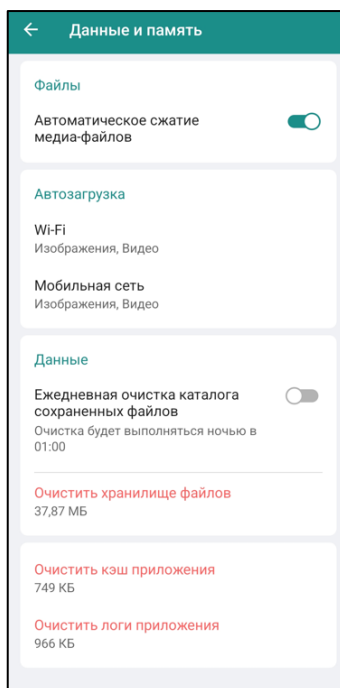 Данные и память
Файлы
Автоматическое сжатие
медиа-файлов
Автозагрузка
Wi-Fi
Изображения, Видео
Мобильная сеть
Изображения, Видео
Данные
Ежедневная очистка каталога
сохраненных файлов
Очистка будет выполняться ночью в
01:00
Очистить хранилище файлов
37,87 МБ
Очистить кэш приложения
749 КБ
Очистить логи приложения
966 КБ